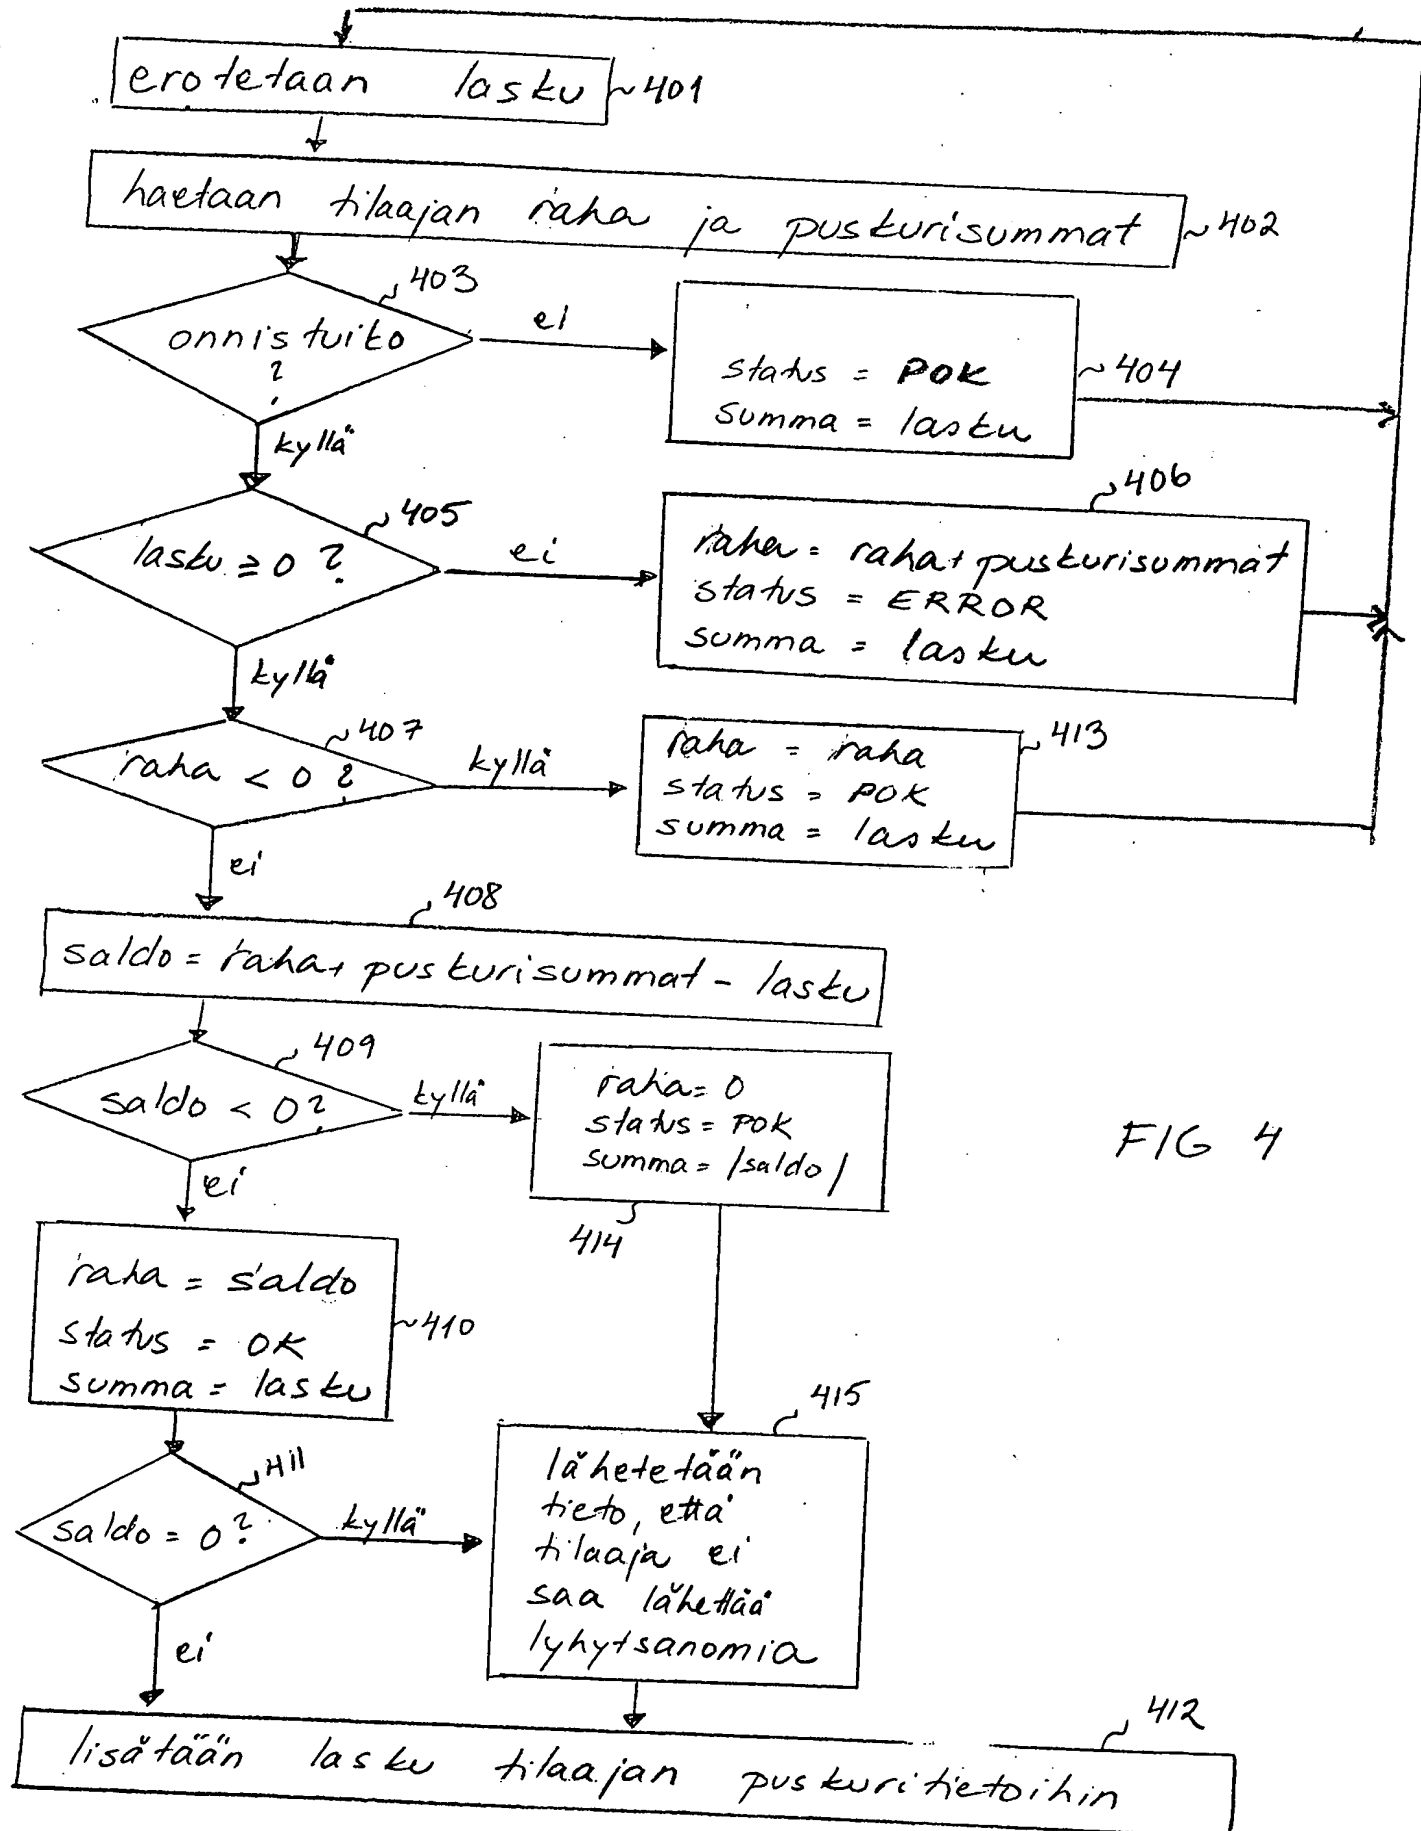 erotetaan lasku 401
haetaan tilaajan raha ja puskurisummat 402
403
onnistuiko
?
ei
kyllä
status = POK
summa = lasku
404
405
lasku ≥ 0 ?
ei
kyllä
406
raha = raha + puskurisummat
status = ERROR
summa = lasku
407
raha < 0 ?
kyllä
ei
413
raha = raha
status = POK
summa = lasku
408
saldo = raha + puskurisummat - lasku
409
saldo < 0 ?
kyllä
ei
raha = 0
status = POK
summa = /saldo/
414
FIG 4
raha = saldo
status = OK
summa = lasku
410
411
saldo = 0 ?
kyllä
ei
415
lähetetään
tieto, että
tilaaja ei
saa lähettää
lyhytsanomia
412
lisätään lasku tilaajan puskuritietoihin